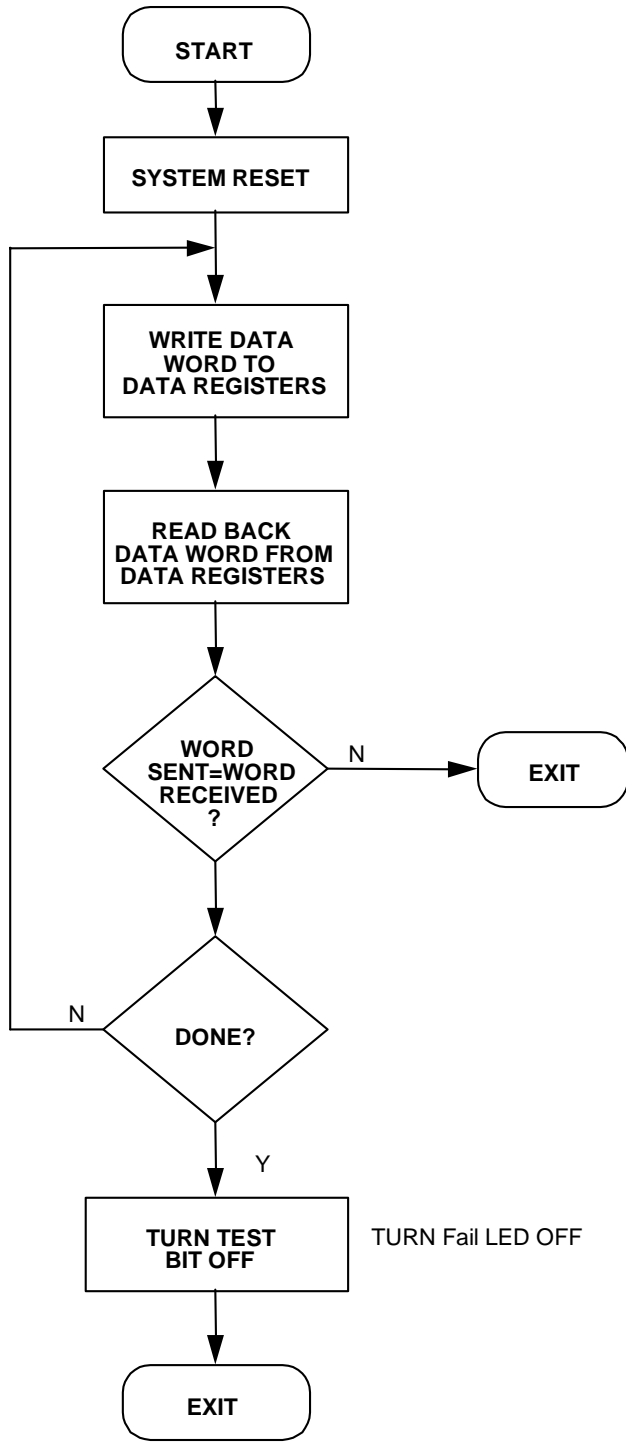 START
SYSTEM RESET
WRITE DATA
WORD TO
DATA REGISTERS
READ BACK
DATA WORD FROM
DATA REGISTERS
WORD
SENT=WORD
RECEIVED
?
N
EXIT
N
DONE?
Y
TURN TEST
BIT OFF
TURN Fail LED OFF
EXIT